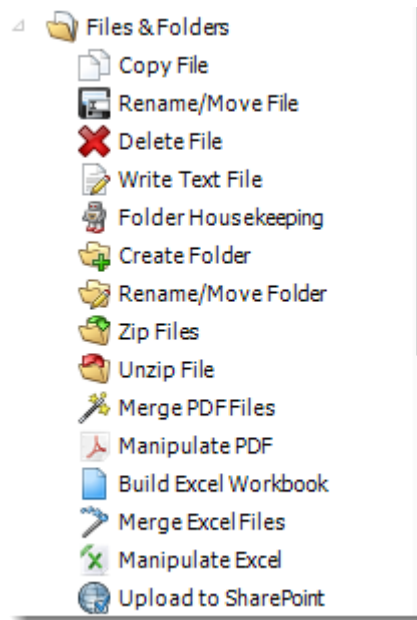 Files & Folders
Copy File
Rename/Move File
Delete File
Write Text File
Folder Housekeeping
Create Folder
Rename/Move Folder
Zip Files
Unzip File
Merge PDF Files
Manipulate PDF
Build Excel Workbook
Merge Excel Files
Manipulate Excel
Upload to SharePoint